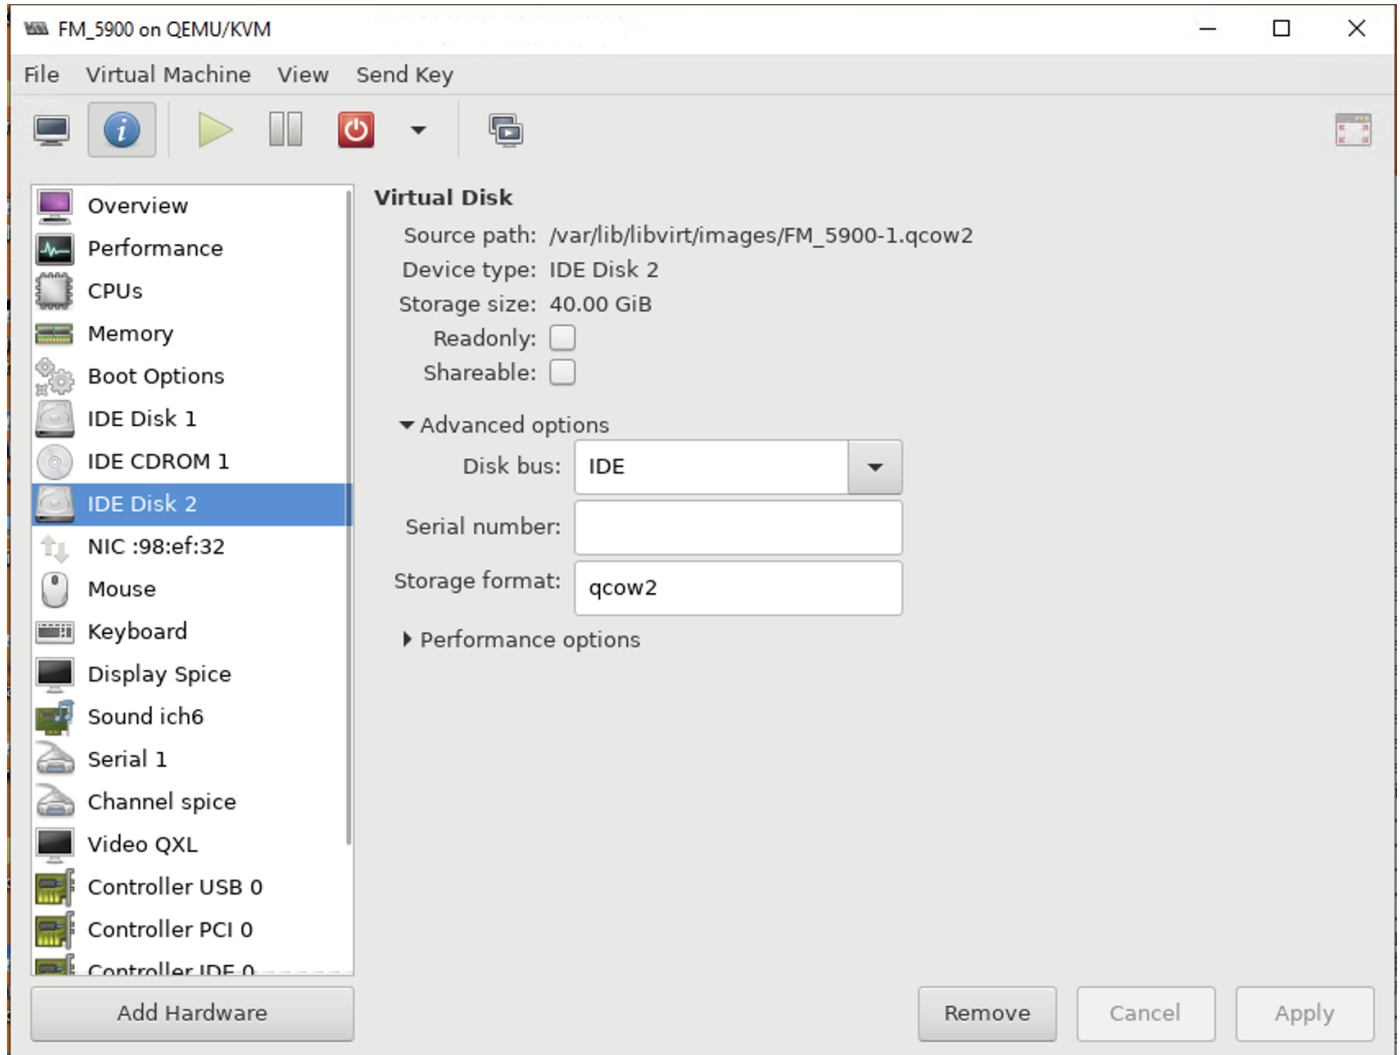 FM_5900 on QEMU/KVM
File Virtual Machine View Send Key
Overview
Performance
CPUs
Memory
Boot Options
IDE Disk 1
IDE CDROM 1
IDE Disk 2
NIC :98:ef:32
Mouse
Keyboard
Display Spice
Sound ich6
Serial 1
Channel spice
Video QXL
Controller USB 0
Controller PCI 0
Controller IDE 0
Add Hardware
Virtual Disk
Source path: /var/lib/libvirt/images/FM_5900-1.qcow2
Device type: IDE Disk 2
Storage size: 40.00 GiB
Readonly:
Shareable:
Advanced options
Disk bus: IDE
Serial number:
Storage format: qcow2
Performance options
Remove Cancel Apply